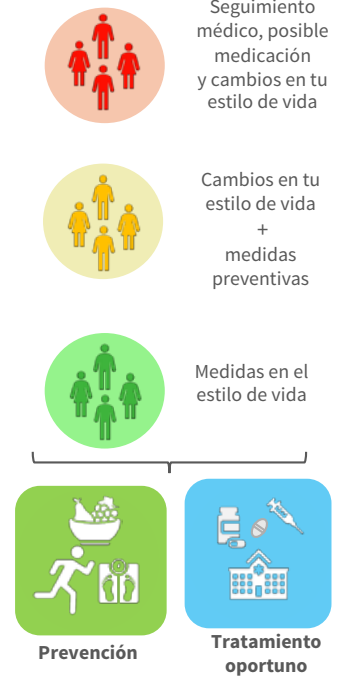 Seguimiento
médico, posible
medicación
y cambios en tu
estilo de vida
Cambios en tu
estilo de vida
+
medidas
preventivas
Medidas en el
estilo de vida
Prevención
Tratamiento
oportuno